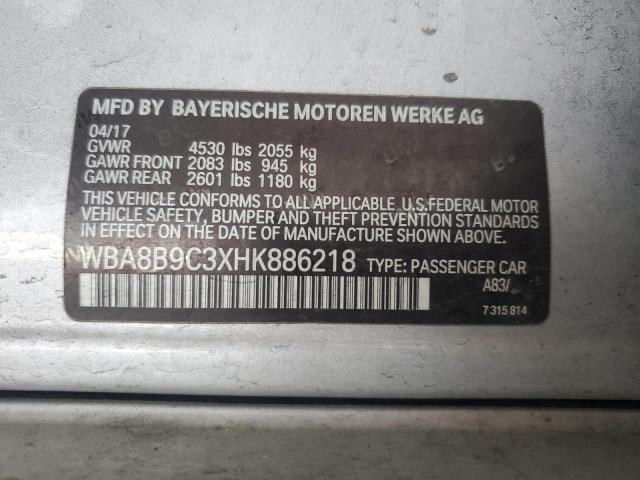 MFD BY BAYERISCHE MOTOREN WERKE AG
04/17
GVWR 4530 lbs 2055 kg
GAWR FRONT 2083 lbs 945 kg
GAWR REAR 2601 lbs 1180 kg
THIS VEHICLE CONFORMS TO ALL APPLICABLE, U.S.FEDERAL MOTOR
VEHICLE SAFETY, BUMPER AND THEFT PREVENTION STANDARDS
IN EFFECT ON THE DATE OF MANUFACTURE SHOWN ABOVE.
WBA8B9C3XHK886218 TYPE: PASSENGER CAR
A83/
7 315 814